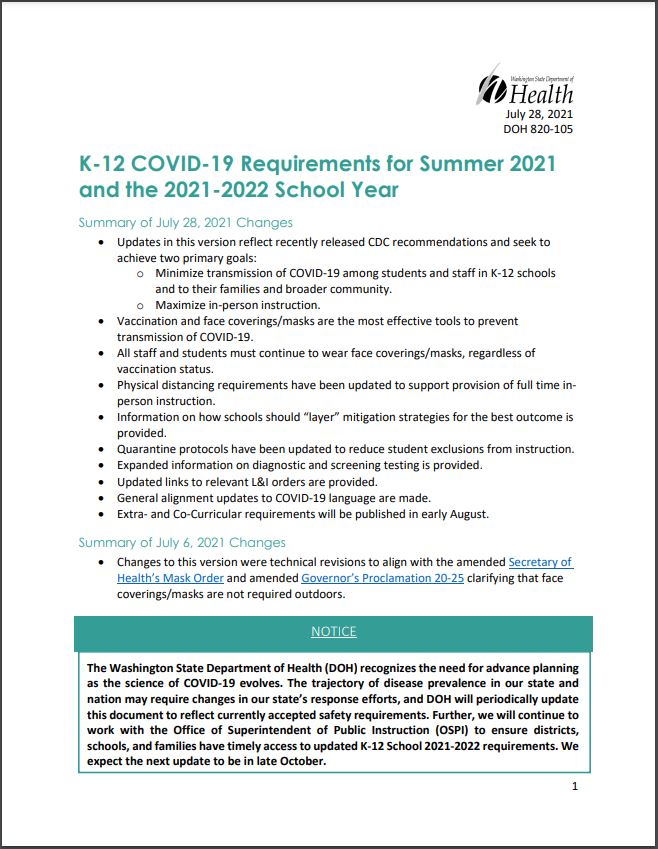 Washington State Department of
Health
July 28, 2021
DOH 820-105
K-12 COVID-19 Requirements for Summer 2021
and the 2021-2022 School Year
Summary of July 28, 2021 Changes
• Updates in this version reflect recently released CDC recommendations and seek to
achieve two primary goals:
o Minimize transmission of COVID-19 among students and staff in K-12 schools
and to their families and broader community.
o Maximize in-person instruction.
• Vaccination and face coverings/masks are the most effective tools to prevent
transmission of COVID-19.
• All staff and students must continue to wear face coverings/masks, regardless of
vaccination status.
• Physical distancing requirements have been updated to support provision of full time in-
person instruction.
• Information on how schools should “layer” mitigation strategies for the best outcome is
provided.
• Quarantine protocols have been updated to reduce student exclusions from instruction.
• Expanded information on diagnostic and screening testing is provided.
• Updated links to relevant L&I orders are provided.
• General alignment updates to COVID-19 language are made.
• Extra- and Co-Curricular requirements will be published in early August.
Summary of July 6, 2021 Changes
• Changes to this version were technical revisions to align with the amended Secretary of
Health’s Mask Order and amended Governor’s Proclamation 20-25 clarifying that face
coverings/masks are not required outdoors.
NOTICE
The Washington State Department of Health (DOH) recognizes the need for advance planning
as the science of COVID-19 evolves. The trajectory of disease prevalence in our state and
nation may require changes in our state’s response efforts, and DOH will periodically update
this document to reflect currently accepted safety requirements. Further, we will continue to
work with the Office of Superintendent of Public Instruction (OSPI) to ensure districts,
schools, and families have timely access to updated K-12 School 2021-2022 requirements. We
expect the next update to be in late October.
1